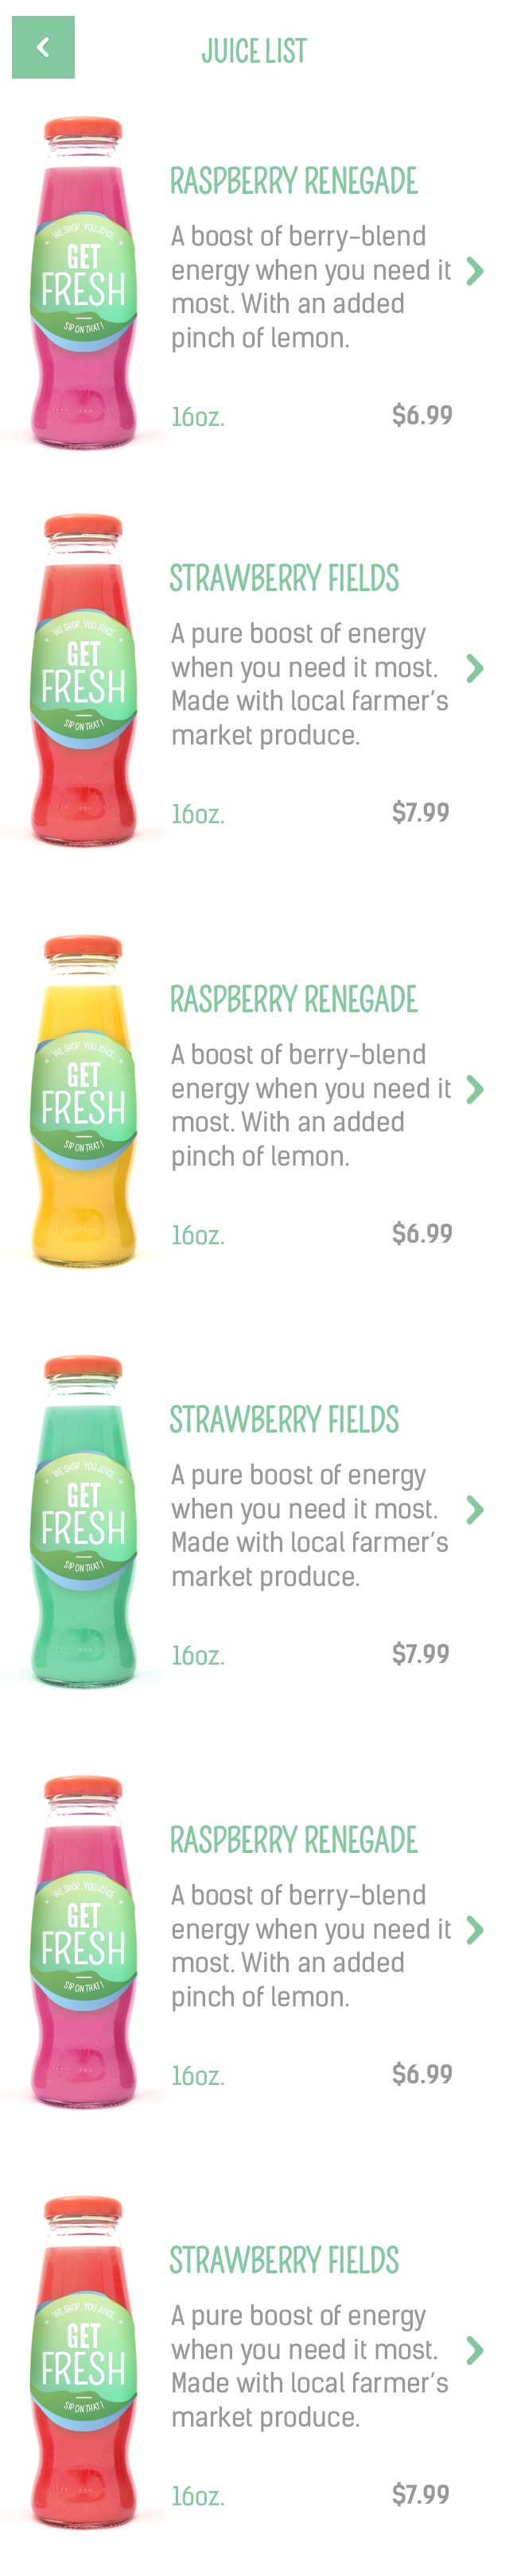 JUICE LIST
WE SHOP, YOU JUICE
GET
FRESH
SIP ON THAT!
RASPBERRY RENEGADE
A boost of berry-blend
energy when you need it
most. With an added
pinch of lemon.
16oz.
$6.99
WE SHOP, YOU JUICE
GET
FRESH
SIP ON THAT!
STRAWBERRY FIELDS
A pure boost of energy
when you need it most.
Made with local farmer’s
market produce.
16oz.
$7.99
WE SHOP, YOU JUICE
GET
FRESH
SIP ON THAT!
RASPBERRY RENEGADE
A boost of berry-blend
energy when you need it
most. With an added
pinch of lemon.
16oz.
$6.99
WE SHOP, YOU JUICE
GET
FRESH
SIP ON THAT!
STRAWBERRY FIELDS
A pure boost of energy
when you need it most.
Made with local farmer’s
market produce.
16oz.
$7.99
WE SHOP, YOU JUICE
GET
FRESH
SIP ON THAT!
RASPBERRY RENEGADE
A boost of berry-blend
energy when you need it
most. With an added
pinch of lemon.
16oz.
$6.99
WE SHOP, YOU JUICE
GET
FRESH
SIP ON THAT!
STRAWBERRY FIELDS
A pure boost of energy
when you need it most.
Made with local farmer’s
market produce.
16oz.
$7.99